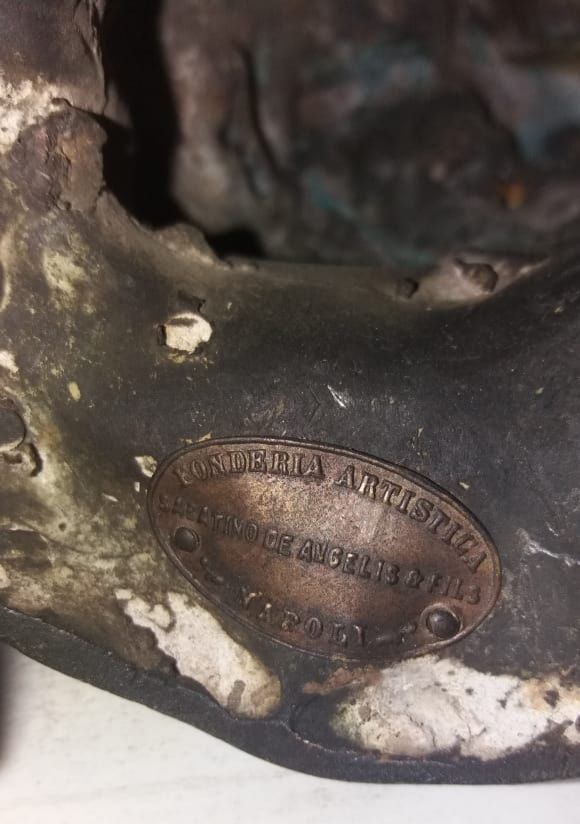 FONDERIA ARTISTICA
SABATINO DE ANGELIS & FILS
NAPOLI